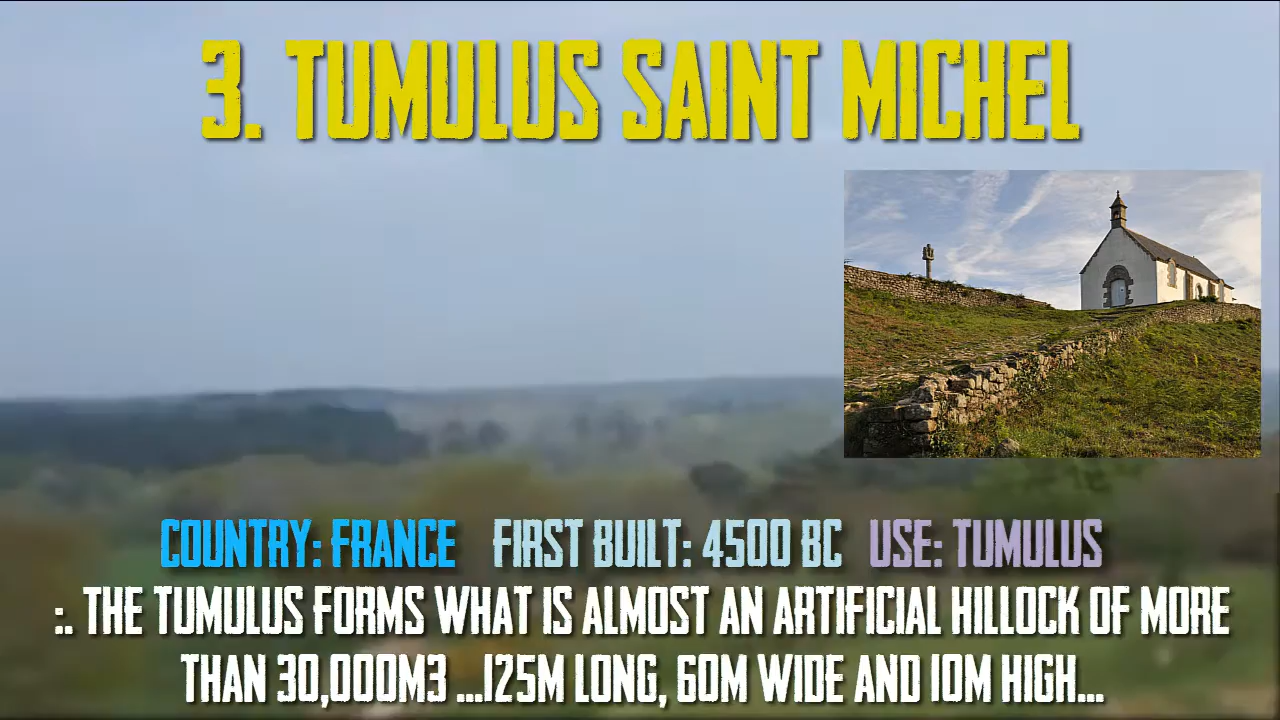 3. TUMULUS SAINT MICHEL
COUNTRY: FRANCE FIRST BUILT: 4500 BC USE: TUMULUS
:. THE TUMULUS FORMS WHAT IS ALMOST AN ARTIFICIAL HILLOCK OF MORE
THAN 30,000M3 ...125M LONG, 60M WIDE AND 10M HIGH...